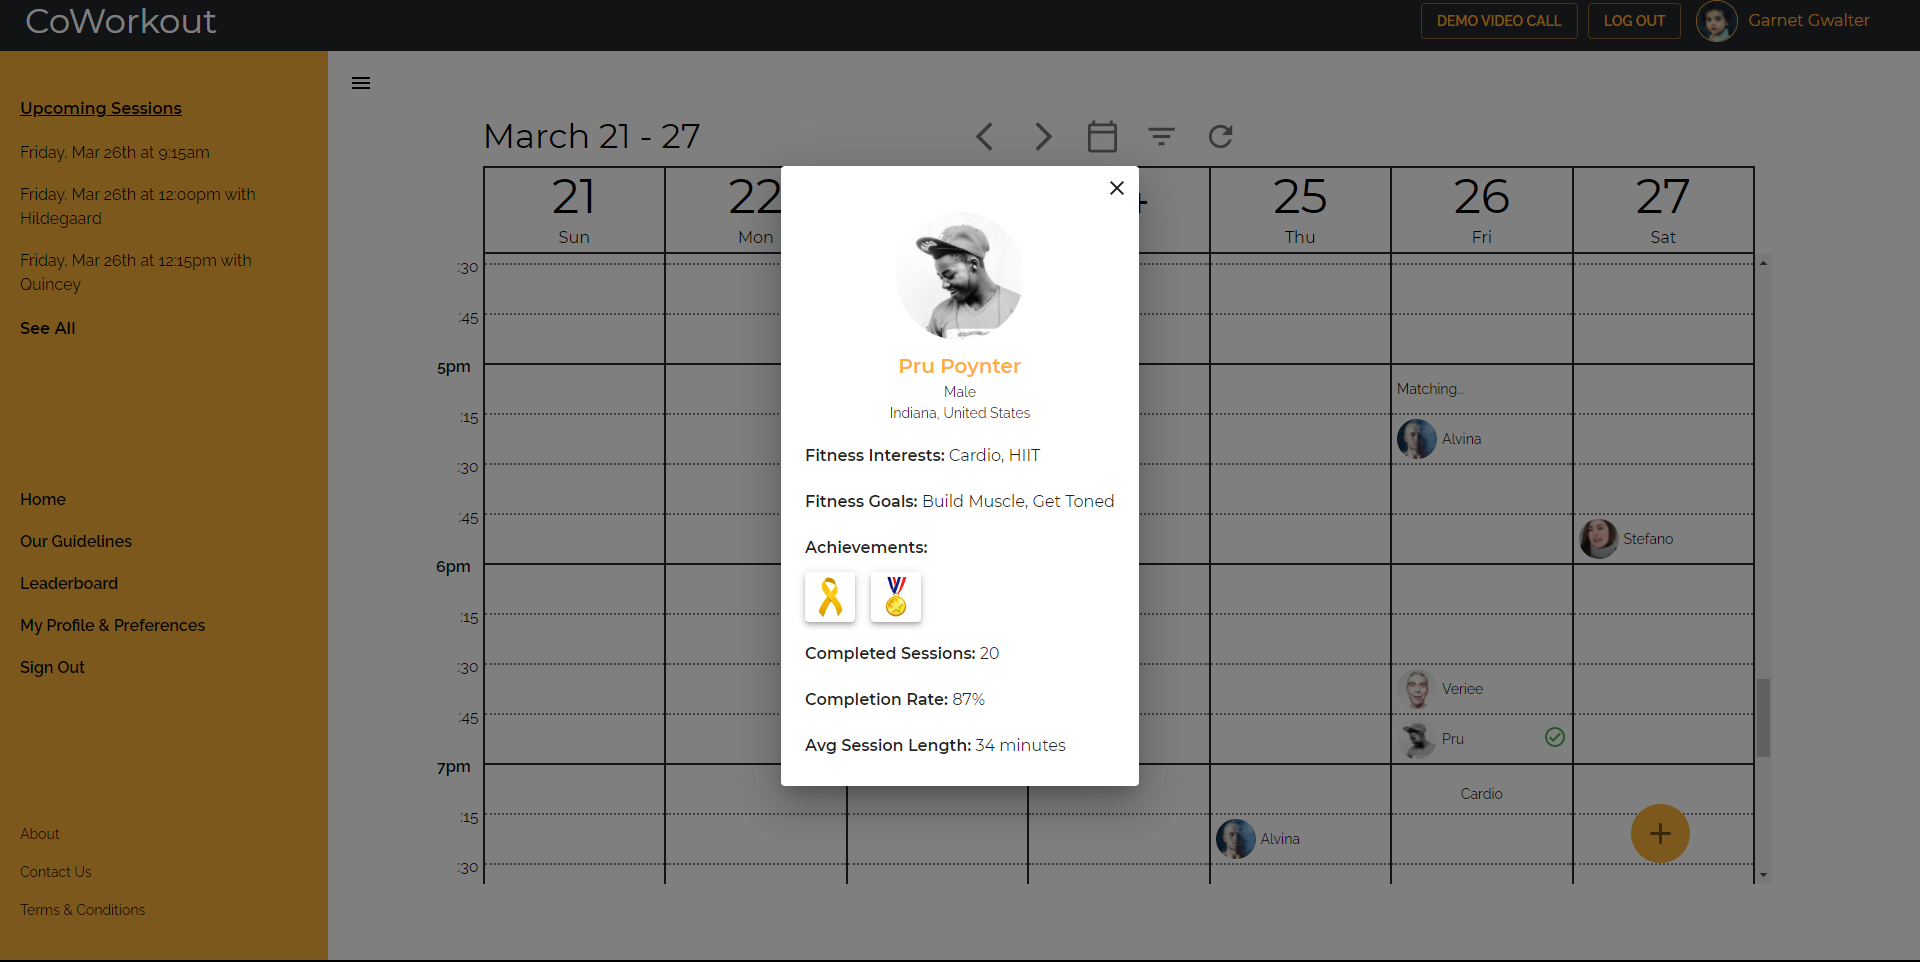 CoWorkout
DEMO VIDEO CALL
LOG OUT
Garnet Gwalter
Upcoming Sessions
Friday, Mar 26th at 9:15am
Friday, Mar 26th at 12:00pm with
Hildegaard
Friday, Mar 26th at 12:15pm with
Quincey
See All
Home
Our Guidelines
Leaderboard
My Profile & Preferences
Sign Out
About
Contact Us
Terms & Conditions
March 21 - 27
21
Sun
22
Mon
25
Thu
26
Fri
27
Sat
:30
:45
5pm
:15
:30
:45
6pm
:15
:30
:45
7pm
:15
:30
Matching...
Alvina
Stefano
Veriee
Pru
Cardio
Alvina
Pru Poynter
Male
Indiana, United States
Fitness Interests: Cardio, HIIT
Fitness Goals: Build Muscle, Get Toned
Achievements:
Completed Sessions: 20
Completion Rate: 87%
Avg Session Length: 34 minutes